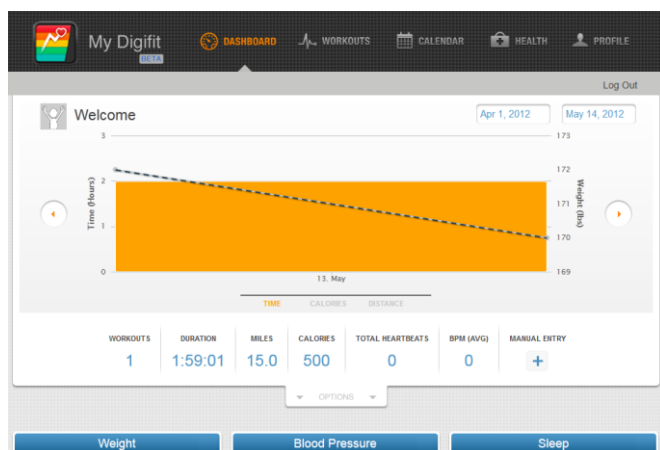 My Digifit
BETA
DASHBOARD
WORKOUTS
CALENDAR
HEALTH
PROFILE
Log Out
Welcome
Apr 1, 2012
May 14, 2012
3
2
1
0
Time (Hours)
173
172
171
170
169
Weight (lbs)
13. May
TIME CALORIES DISTANCE
WORKOUTS DURATION MILES CALORIES TOTAL HEARTBEATS BPM (AVG) MANUAL ENTRY
1 1:59:01 15.0 500 0 0 +
OPTIONS
Weight Blood Pressure Sleep